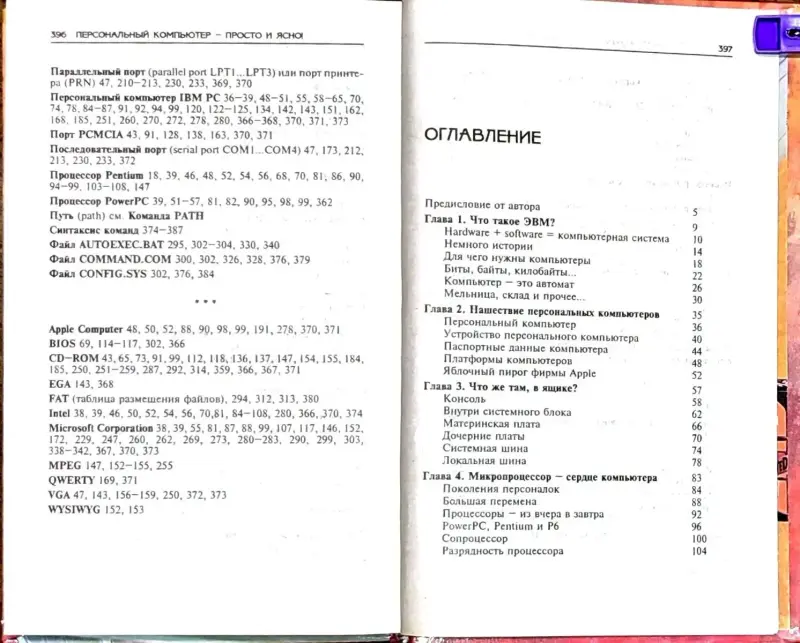 396 ПЕРСОНАЛЬНЫЙ КОМПЬЮТЕР – ПРОСТО И ЯСНО!
Параллельный порт (parallel port LPT1...LPT3) или порт принте-
ра (PRN) 47, 210–213, 230, 233, 369, 370
Персональный компьютер IBM PC 36–39, 48–51, 55, 58–65, 70,
74, 78, 84–87, 91, 92, 94, 99, 120, 122–125, 134, 142, 143, 151, 162,
168, 185, 251, 260, 270, 272, 278, 280, 366–368, 370, 371, 373
Порт PCMCIA 43, 91, 128, 138, 163, 370, 371
Последовательный порт (serial port COM1...COM4) 47, 173, 212,
213, 230, 233, 372
Процессор Pentium 18, 39, 46, 48, 52, 54, 56, 68, 70, 81, 86, 90,
94–99, 103–108, 147
Процессор PowerPC 39, 51–57, 81, 82, 90, 95, 98, 99, 362
Путь (path) см. Команда PATH
Синтаксис команд 374–387
Файл AUTOEXEC.BAT 295, 302–304, 330, 340
Файл COMMAND.COM 300, 302, 326, 328, 376, 379
Файл CONFIG.SYS 302, 376, 384
* * *
Apple Computer 48, 50, 52, 88, 90, 98, 99, 191, 278, 370, 371
BIOS 69, 114–117, 302, 366
CD–ROM 43, 65, 73, 91, 99, 112, 118, 136, 137, 147, 154, 155, 184,
185, 250, 251–259, 287, 292, 314, 359, 366, 367, 371
EGA 143, 368
FAT (таблица размещения файлов), 294, 312, 313, 380
Intel 38, 39, 46, 50, 52, 54, 56, 70,81, 84–108, 280, 366, 370, 374
Microsoft Corporation 38, 39, 55, 81, 87, 88, 99, 107, 117, 146, 152,
172, 229, 247, 260, 262, 269, 273, 280–283, 290, 299, 303,
338–342, 367, 370, 373
MPEG 147, 152–155, 255
QWERTY 169, 371
VGA 47, 143, 156–159, 250, 372, 373
WYSIWYG 152, 153
397
ОГЛАВЛЕНИЕ
Предисловие от автора 5
Глава 1. Что такое ЭВМ? 9
Hardware + software = компьютерная система 10
Немного истории 14
Для чего нужны компьютеры 18
Биты, байты, килобайты... 22
Компьютер – это автомат 26
Мельница, склад и прочее... 30
Глава 2. Нашествие персональных компьютеров 35
Персональный компьютер 36
Устройство персонального компьютера 40
Паспортные данные компьютера 44
Платформы компьютеров 48
Яблочный пирог фирмы Apple 52
Глава 3. Что же там, в ящике? 57
Консоль 58
Внутри системного блока 62
Материнская плата 66
Дочерние платы 70
Системная шина 74
Локальная шина 78
Глава 4. Микропроцессор – сердце компьютера 83
Поколения персоналок 84
Большая перемена 88
Процессоры – из вчера в завтра 92
PowerPC, Pentium и P6 96
Сопроцессор 100
Разрядность процессора 104